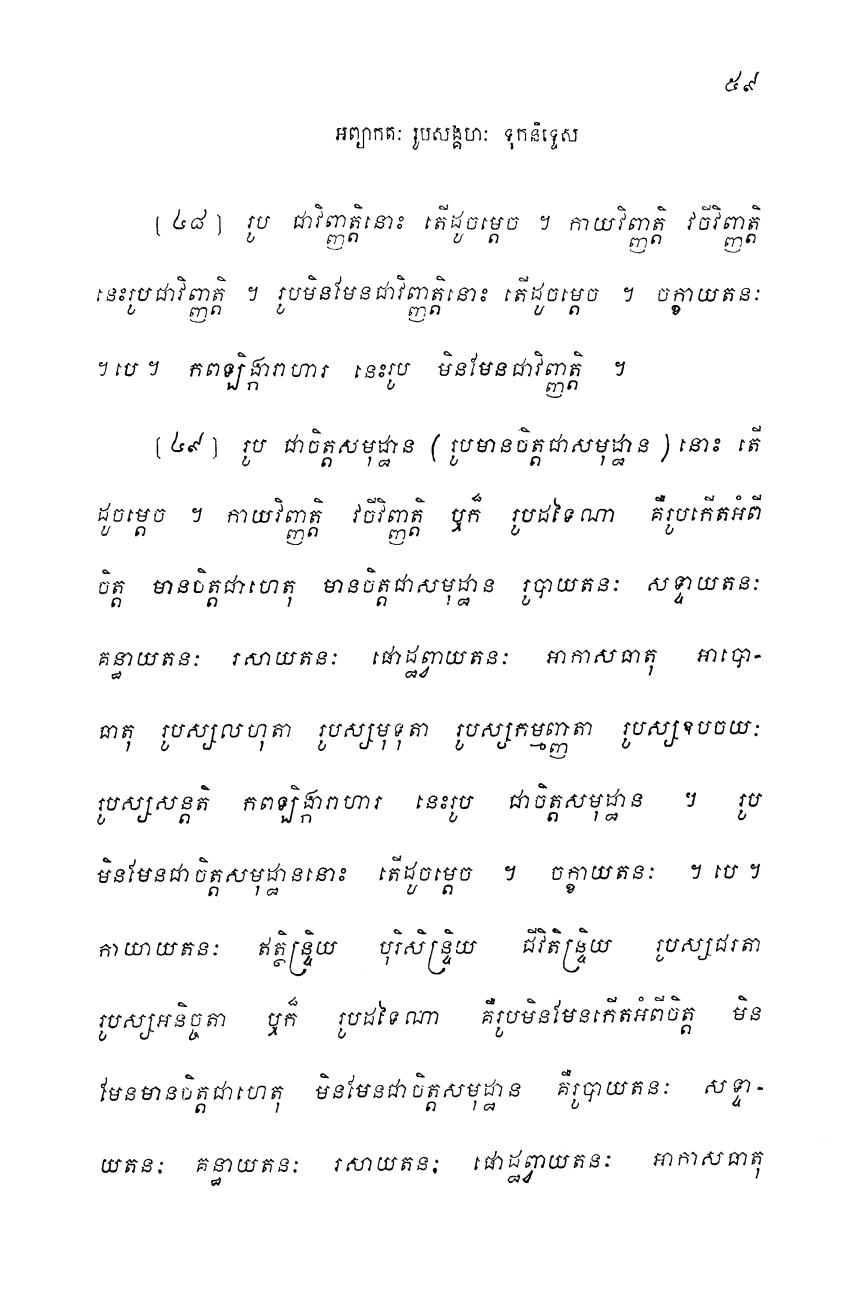 ៥៩
អព្យាកតៈ រូបសង្គហៈ ទុកនិទ្ទេស
[៤៨] រូប ជាវិញ្ញត្តិនោះ តើដូចម្តេច ។ កាយវិញ្ញត្តិ វចីវិញ្ញត្តិ
នេះរូបជាវិញ្ញត្តិ ។ រូបមិនមែនជាវិញ្ញត្តិនោះ តើដូចម្តេច ។ ចក្ខាយតនៈ
។ បេ ។ កពឡិង្ការាហារ នេះរូប មិនមែនជាវិញ្ញត្តិ ។
[៤៩] រូប ជាចិត្តសមុដ្ឋាន (រូបមានចិត្តជាសមុដ្ឋាន) នោះ តើ
ដូចម្តេច ។ កាយវិញ្ញត្តិ វចីវិញ្ញត្តិ ឬក៏ រូបដទៃណា គឺរូបកើតអំពី
ចិត្ត មានចិត្តជាហេតុ មានចិត្តជាសមុដ្ឋាន រូបាយតនៈ សទ្ទាយតនៈ
គន្ធាយតនៈ រសាយតនៈ ផោដ្ឋព្វាយតនៈ អាកាសធាតុ អាបោ-
ធាតុ រូបស្សលហុតា រូបស្សមុទុតា រូបស្សកម្មញ្ញតា រូបស្សឧបចយៈ
រូបស្សសន្តតិ កពឡិង្ការាហារ នេះរូប ជាចិត្តសមុដ្ឋាន ។ រូប
មិនមែនជាចិត្តសមុដ្ឋាននោះ តើដូចម្តេច ។ ចក្ខាយតនៈ ។ បេ ។
កាយាយតនៈ ឥត្ថិន្ទ្រិយ បុរិសិន្ទ្រិយ ជីវិតិន្ទ្រិយ រូបស្សជរតា
រូបស្សអនិច្ចតា ឬក៏ រូបដទៃណា គឺរូបមិនមែនកើតអំពីចិត្ត មិន
មែនមានចិត្តជាហេតុ មិនមែនជាចិត្តសមុដ្ឋាន គឺរូបាយតនៈ សទ្ទា-
យតនៈ គន្ធាយតនៈ រសាយតនៈ ផោដ្ឋព្វាយតនៈ អាកាសធាតុ